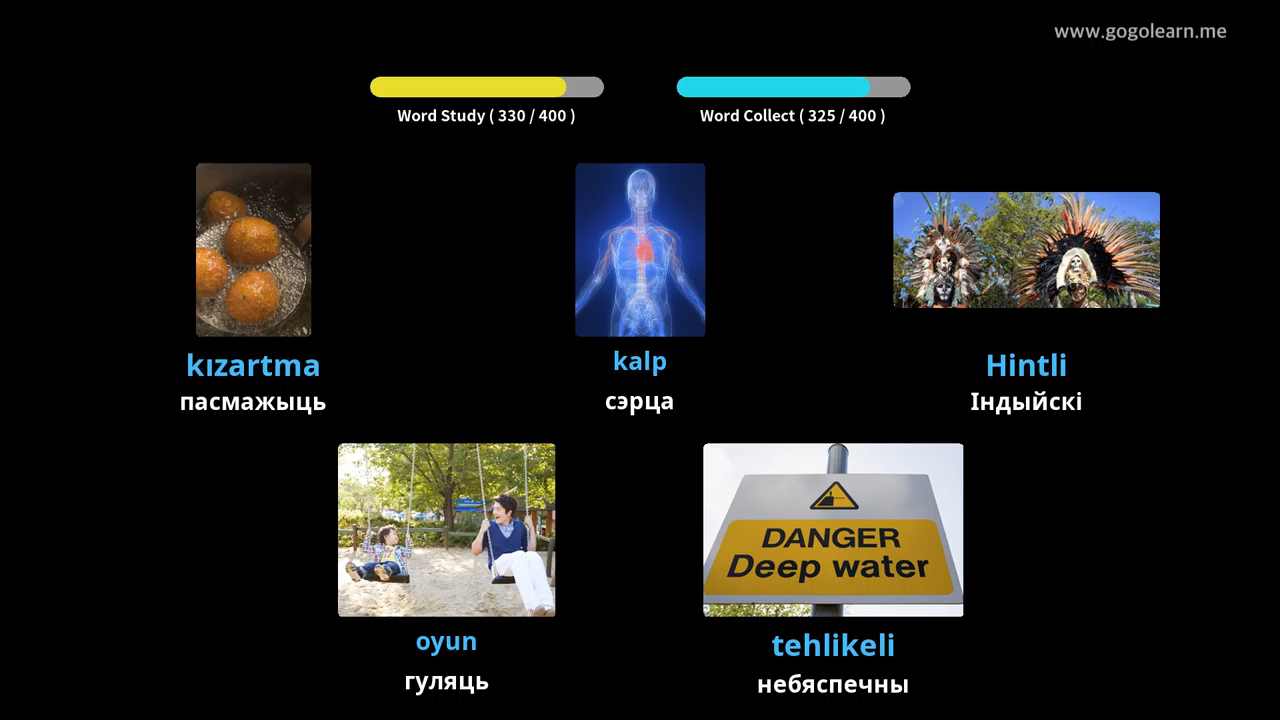 www.gogolearn.me
Word Study ( 330 / 400 )
Word Collect ( 325 / 400 )
kızartma
пасмажыць
kalp
сэрца
Hintli
Індыйскі
DANGER
Deep water
oyun
гуляць
tehlikeli
небяспечны